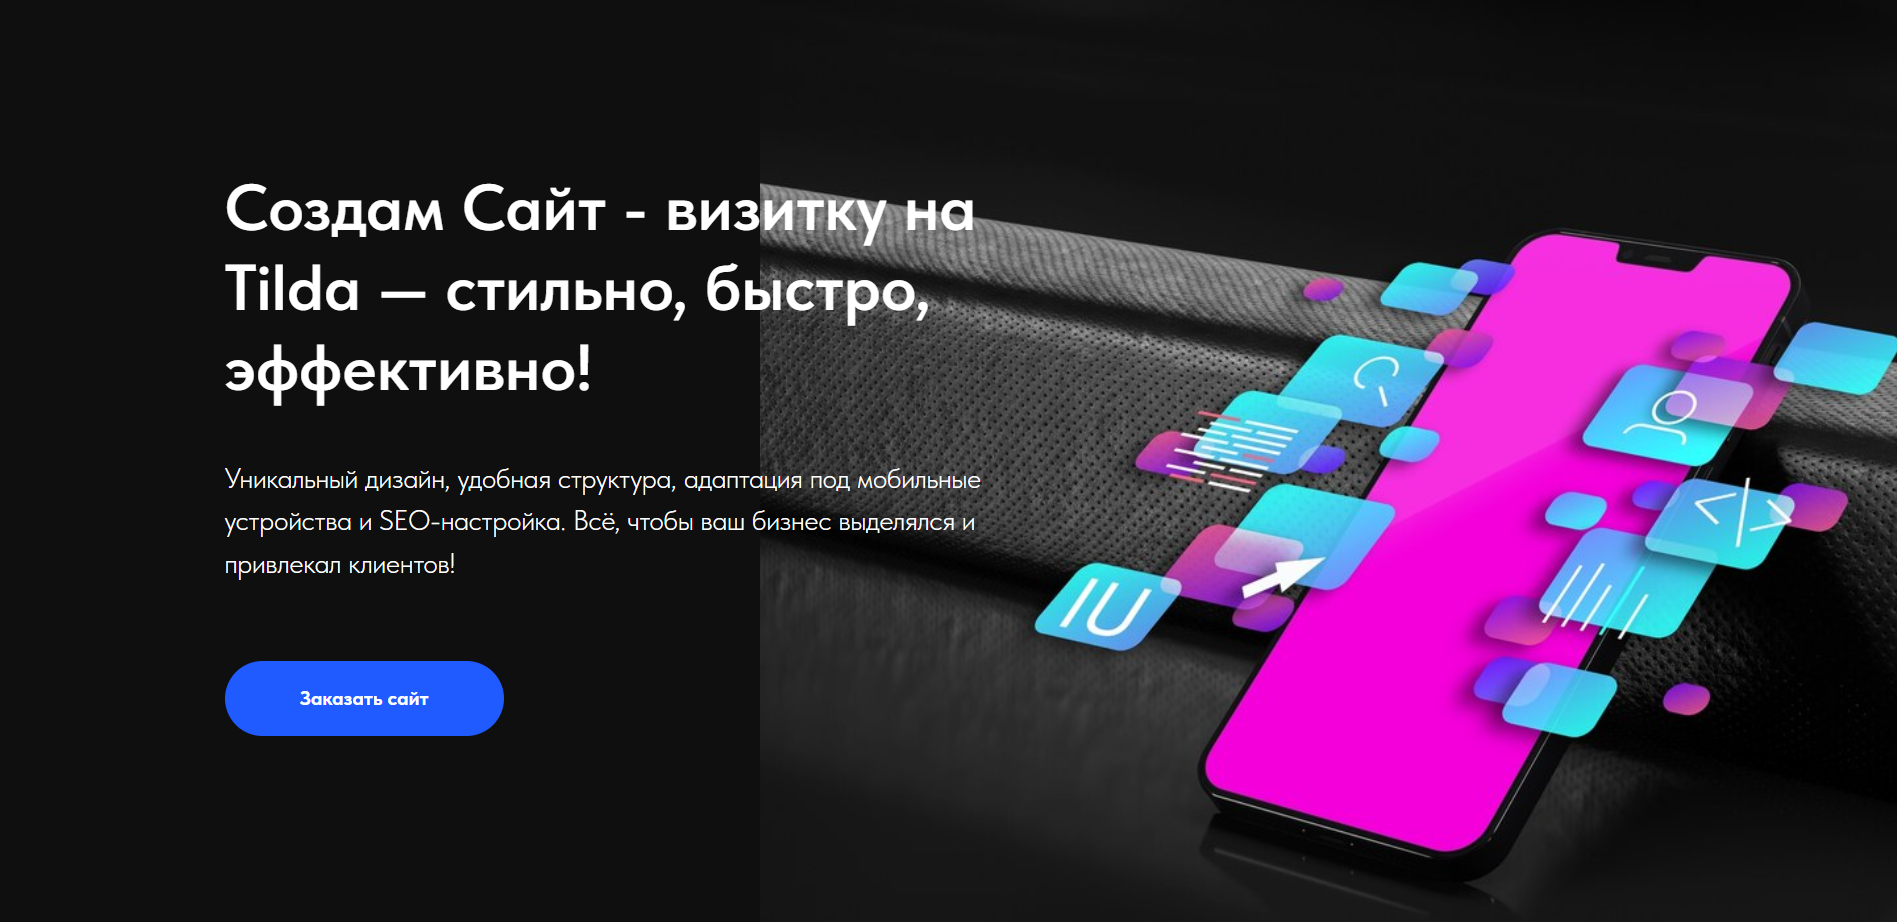 Создам Сайт - визитку на
Tilda — стильно, быстро,
эффективно!
Уникальный дизайн, удобная структура, адаптация под мобильные
устройства и SEO-настройка. Всё, чтобы ваш бизнес выделялся и
привлекал клиентов!
Заказать сайт
IU